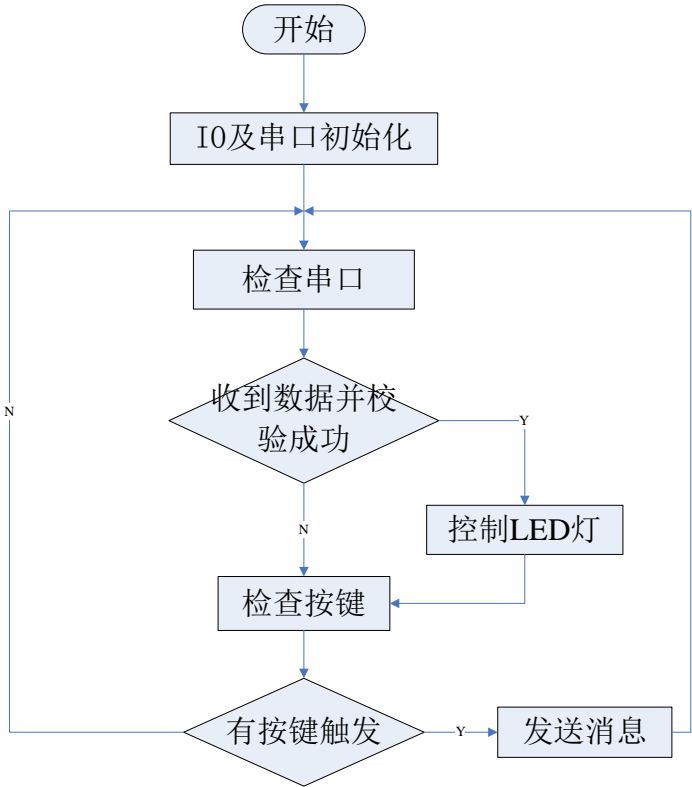 开始
IO及串口初始化
检查串口
收到数据并校
验成功
Y
N
N
控制LED灯
检查按键
有按键触发
Y
发送消息